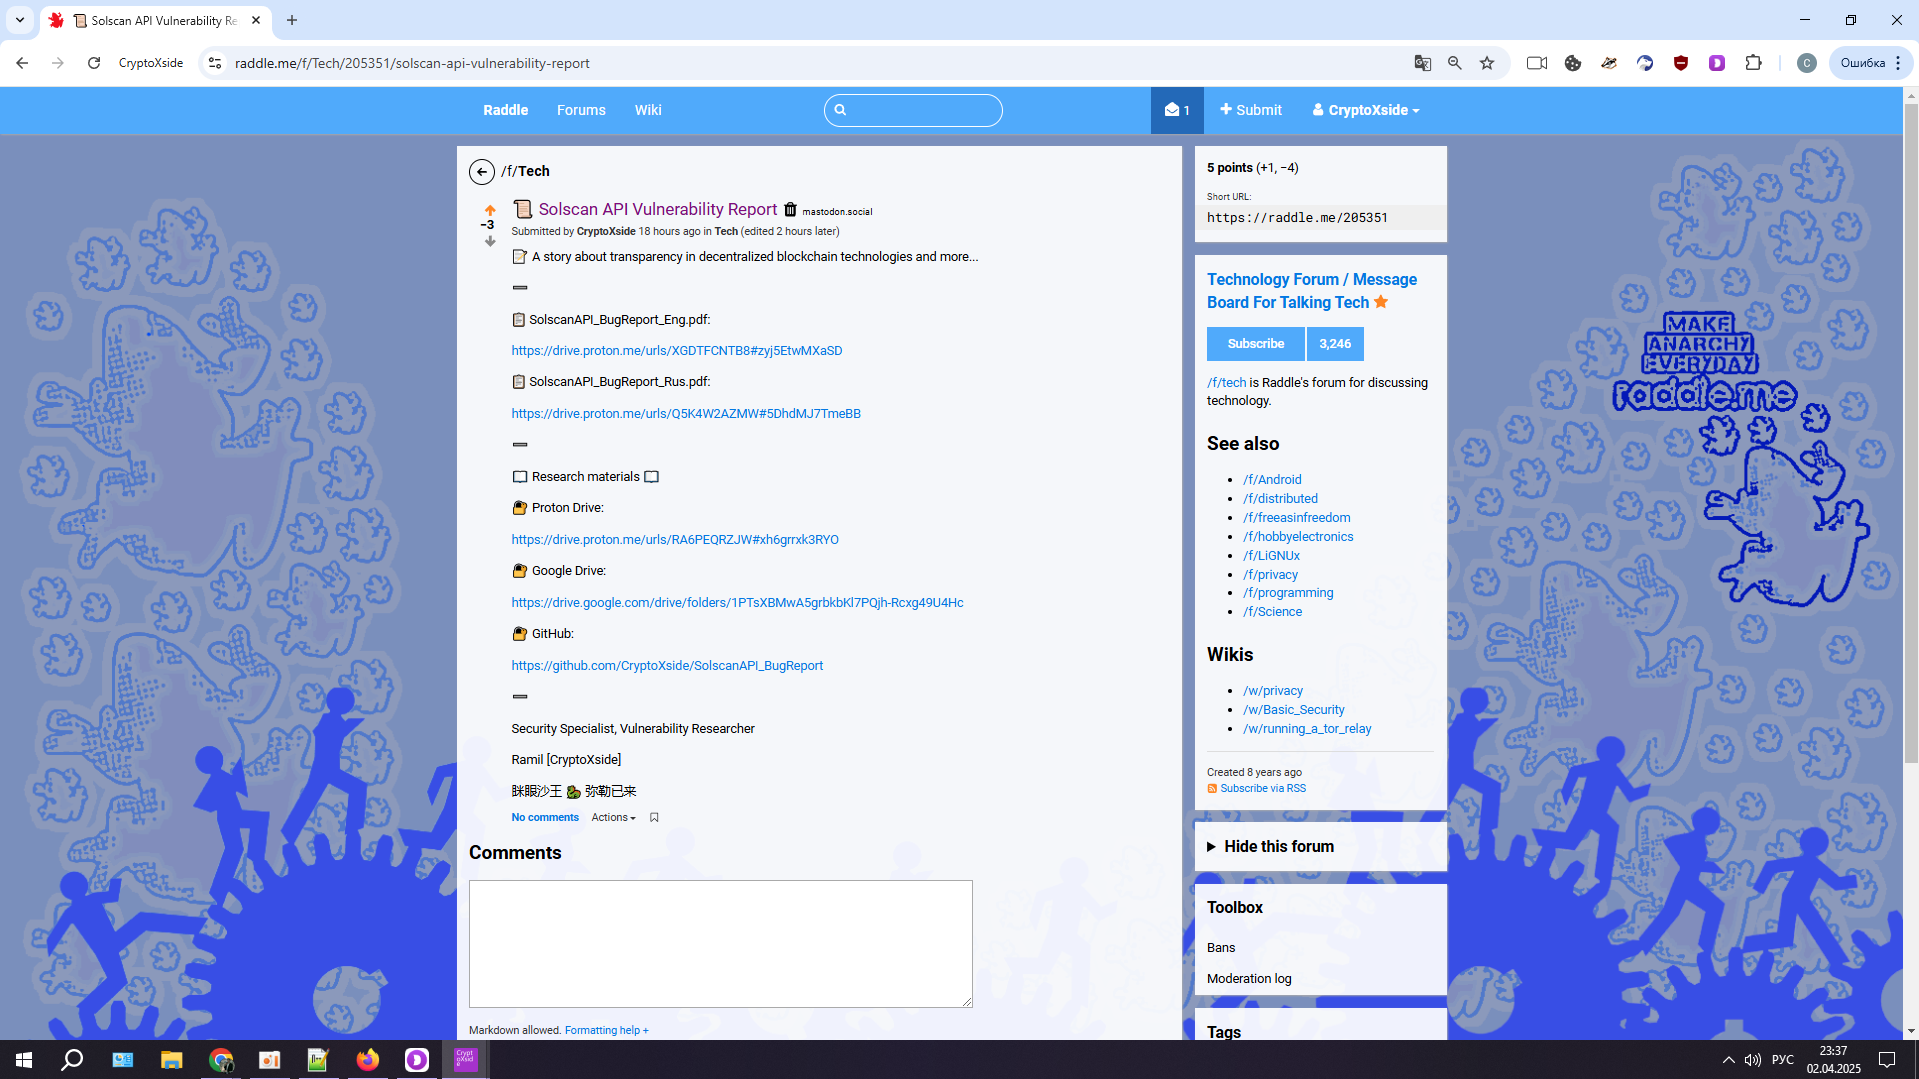 Solscan API Vulnerability Re
CryptoXside
raddle.me/f/Tech/205351/solscan-api-vulnerability-report
C
Ошибка
Raddle
Forums
Wiki
1
Submit
CryptoXside
/f/Tech
Solscan API Vulnerability Report mastodon.social
-3
Submitted by CryptoXside 18 hours ago in Tech (edited 2 hours later)
A story about transparency in decentralized blockchain technologies and more...
SolscanAPI_BugReport_Eng.pdf:
https://drive.proton.me/urls/XGDTFCNTB8#zyj5EtwMXaSD
SolscanAPI_BugReport_Rus.pdf:
https://drive.proton.me/urls/Q5K4W2AZMW#5DhdMJ7TmeBB
Research materials
Proton Drive:
https://drive.proton.me/urls/RA6PEQRZJW#xh6grrxk3RYO
Google Drive:
https://drive.google.com/drive/folders/1PTsXBMwA5grbkbKl7PQjh-Rcxg49U4Hc
GitHub:
https://github.com/CryptoXside/SolscanAPI_BugReport
Security Specialist, Vulnerability Researcher
Ramil [CryptoXside]
眯眼沙王 弥勒已来
No comments Actions
Comments
Markdown allowed. Formatting help +
5 points (+1, −4)
Short URL:
https://raddle.me/205351
Technology Forum / Message
Board For Talking Tech
Subscribe 3,246
/f/tech is Raddle's forum for discussing
technology.
See also
/f/Android
/f/distributed
/f/freeasinfreedom
/f/hobbyelectronics
/f/LiGNUx
/f/privacy
/f/programming
/f/Science
Wikis
/w/privacy
/w/Basic_Security
/w/running_a_tor_relay
Created 8 years ago
Subscribe via RSS
Hide this forum
Toolbox
Bans
Moderation log
Tags
MAKE
ANARCHY
EVERYDAY
raddle.me
CryptoXside
РУС
23:37
02.04.2025